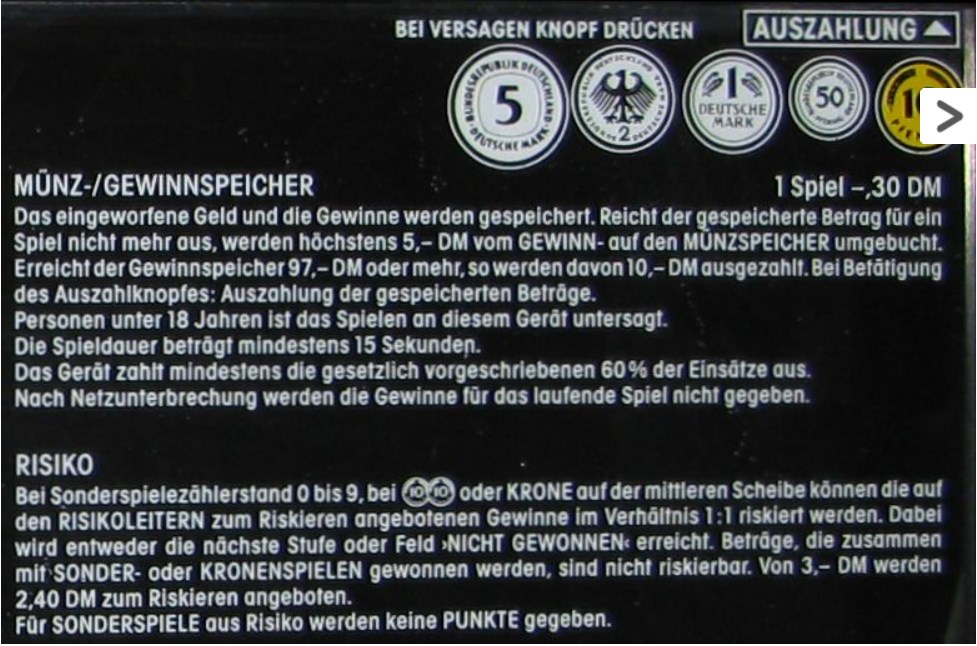 BEI VERSAGEN KNOPF DRÜCKEN
AUSZAHLUNG
BUNDESREPUBLIK DEUTSCHLAND
5
DEUTSCHE MARK
2
1
DEUTSCHE
MARK
50
MÜNZ-/GEWINNSPEICHER
1 Spiel –,30 DM
Das eingeworfene Geld und die Gewinne werden gespeichert. Reicht der gespeicherte Betrag für ein
Spiel nicht mehr aus, werden höchstens 5,– DM vom GEWINN- auf den MÜNZSPEICHER umgebucht.
Erreicht der Gewinnspeicher 97,– DM oder mehr, so werden davon 10,– DM ausgezahlt. Bei Betätigung
des Auszahlknopfes: Auszahlung der gespeicherten Beträge.
Personen unter 18 Jahren ist das Spielen an diesem Gerät untersagt.
Die Spieldauer beträgt mindestens 15 Sekunden.
Das Gerät zahlt mindestens die gesetzlich vorgeschriebenen 60% der Einsätze aus.
Nach Netzunterbrechung werden die Gewinne für das laufende Spiel nicht gegeben.
RISIKO
Bei Sonderspielezählerstand 0 bis 9, bei 10 10 oder KRONE auf der mittleren Scheibe können die auf
den RISIKOLEITERN zum Riskieren angebotenen Gewinne im Verhältnis 1:1 riskiert werden. Dabei
wird entweder die nächste Stufe oder Feld ›NICHT GEWONNEN‹ erreicht. Beträge, die zusammen
mit SONDER- oder KRONENSPIELEN gewonnen werden, sind nicht riskierbar. Von 3,– DM werden
2,40 DM zum Riskieren angeboten.
Für SONDERSPIELE aus Risiko werden keine PUNKTE gegeben.